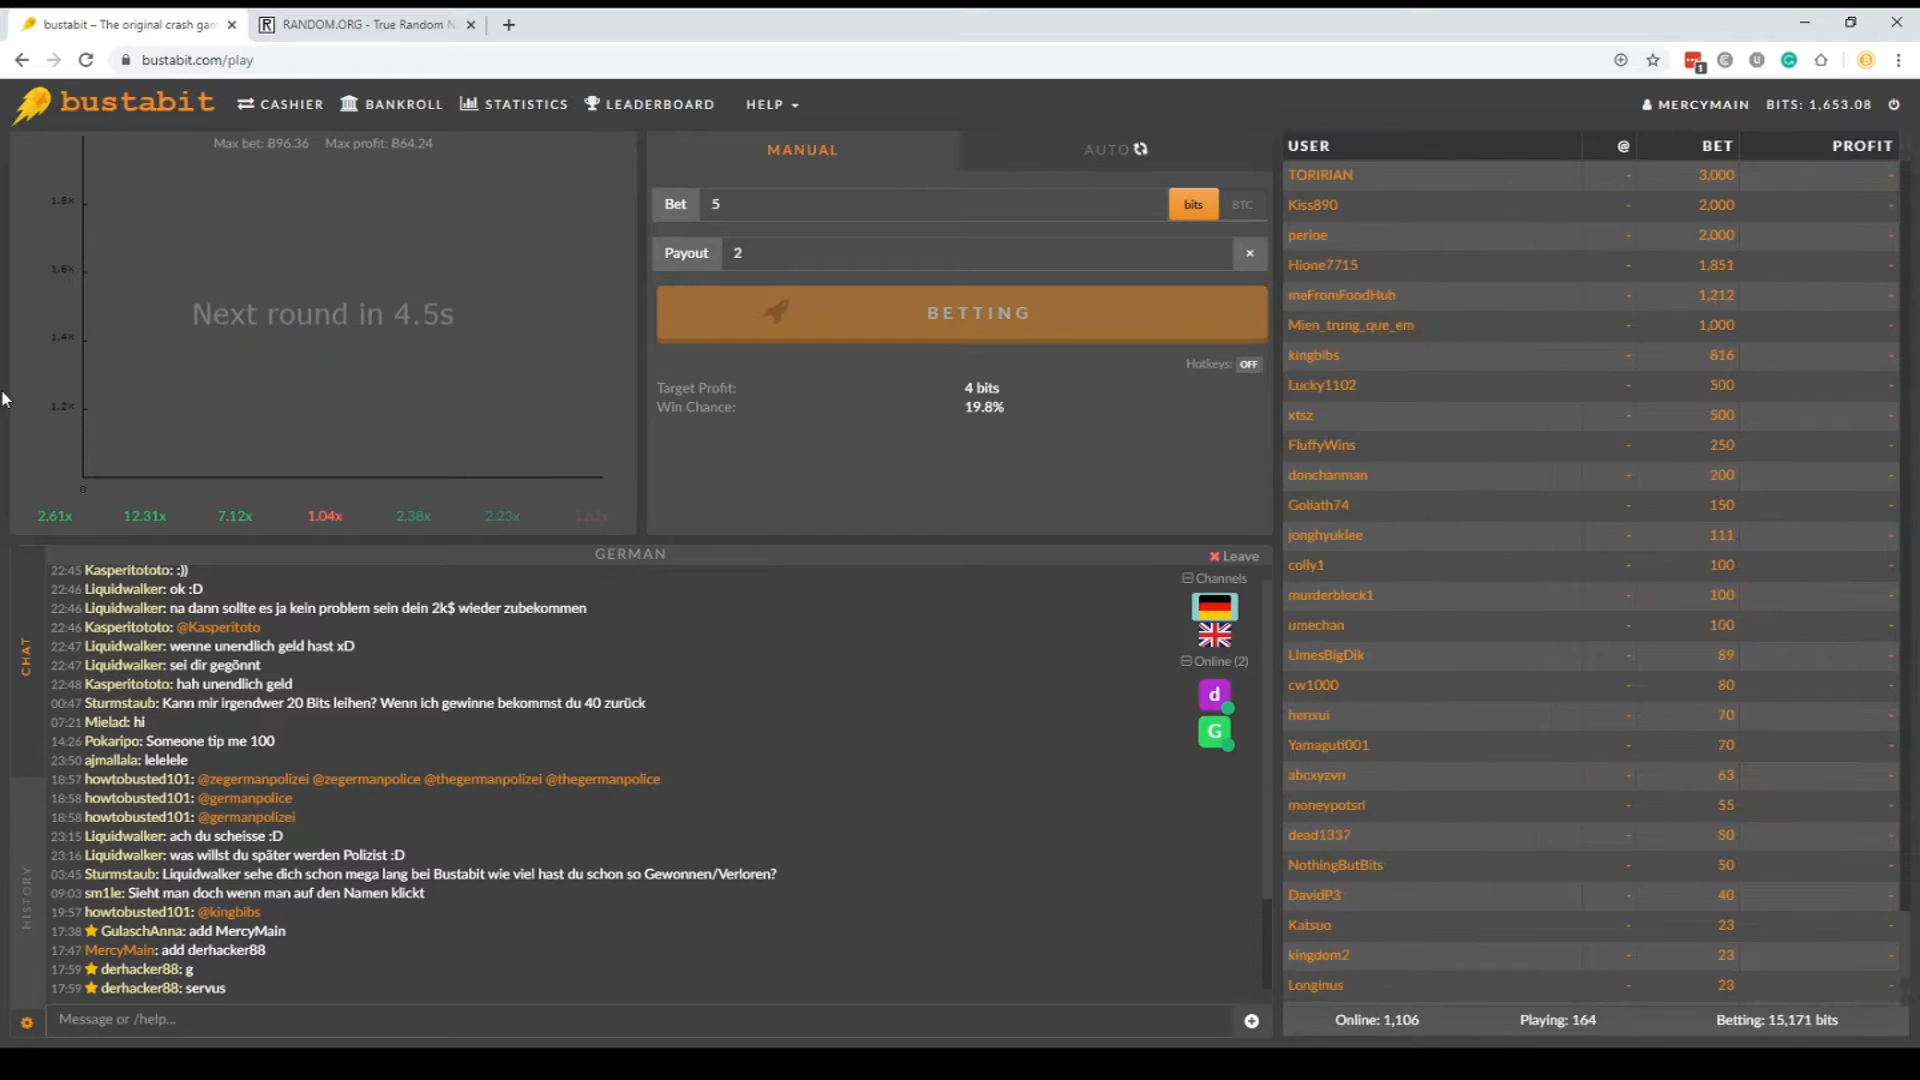 bustabit – The original crash gam
RANDOM.ORG - True Random N
bustabit.com/play
bustabit
CASHIER
BANKROLL
STATISTICS
LEADERBOARD
HELP
MERCYMAIN
BITS: 1,653.08
Max bet: Ƀ96.36 Max profit: Ƀ64.24
1.8x
1.6x
1.4x
1.2x
0
Next round in 4.5s
2.61x 12.31x 7.12x 1.04x 2.38x 2.23x
MANUAL
AUTO
Bet 5 bits BTC
Payout 2 ×
BETTING
Hotkeys: OFF
Target Profit: 4 bits
Win Chance: 19.8%
USER @ BET PROFIT
TORIRIAN - 3,000 -
Kiss890 - 2,000 -
perioe - 2,000 -
Hione7715 - 1,851 -
meFromFoodHub - 1,212 -
Mien_trung_que_em - 1,000 -
kingbibs - 816 -
Lucky1102 - 500 -
xtsz - 500 -
FluffyWins - 250 -
donchanman - 200 -
Goliath74 - 150 -
jonghyuklee - 111 -
colly1 - 100 -
murderblock1 - 100 -
umechan - 100 -
LimesBigDik - 89 -
cw1000 - 80 -
henxui - 70 -
Yamaguti001 - 70 -
abcxyzvn - 63 -
moneypotsrl - 55 -
dead1337 - 50 -
NothingButBits - 50 -
DavidP3 - 40 -
Katsuo - 23 -
kingdom2 - 23 -
Longinus - 23 -
Online: 1,106 Playing: 164 Betting: 15,171 bits
CHAT
HISTORY
GERMAN
Leave
Channels
Online (2)
d
G
22:45 Kasperitototo: :))
22:46 Liquidwalker: ok :D
22:46 Liquidwalker: na dann sollte es ja kein problem sein dein 2k$ wieder zubekommen
22:46 Kasperitototo: @Kasperitoto
22:47 Liquidwalker: wenne unendlich geld hast xD
22:47 Liquidwalker: sei dir gegönnt
22:48 Kasperitototo: hah unendlich geld
00:47 Sturmstaub: Kann mir irgendwer 20 Bits leihen? Wenn ich gewinne bekommst du 40 zurück
07:21 Mielad: hi
14:26 Pokaripo: Someone tip me 100
23:50 ajmallala: lelelele
18:57 howtobusted101: @zegermanpolizei @zegermanpolice @thegermanpolizei @thegermanpolice
18:58 howtobusted101: @germanpolice
18:58 howtobusted101: @germanpolizei
23:15 Liquidwalker: ach du scheisse :D
23:16 Liquidwalker: was willst du später werden Polizist :D
03:45 Sturmstaub: Liquidwalker sehe dich schon mega lang bei Bustabit wie viel hast du schon so Gewonnen/Verloren?
09:03 sm1le: Sieht man doch wenn man auf den Namen klickt
19:57 howtobusted101: @kingbibs
17:38 GulaschAnna: add MercyMain
17:47 MercyMain: add derhacker88
17:59 derhacker88: g
17:59 derhacker88: servus
Message or /help...